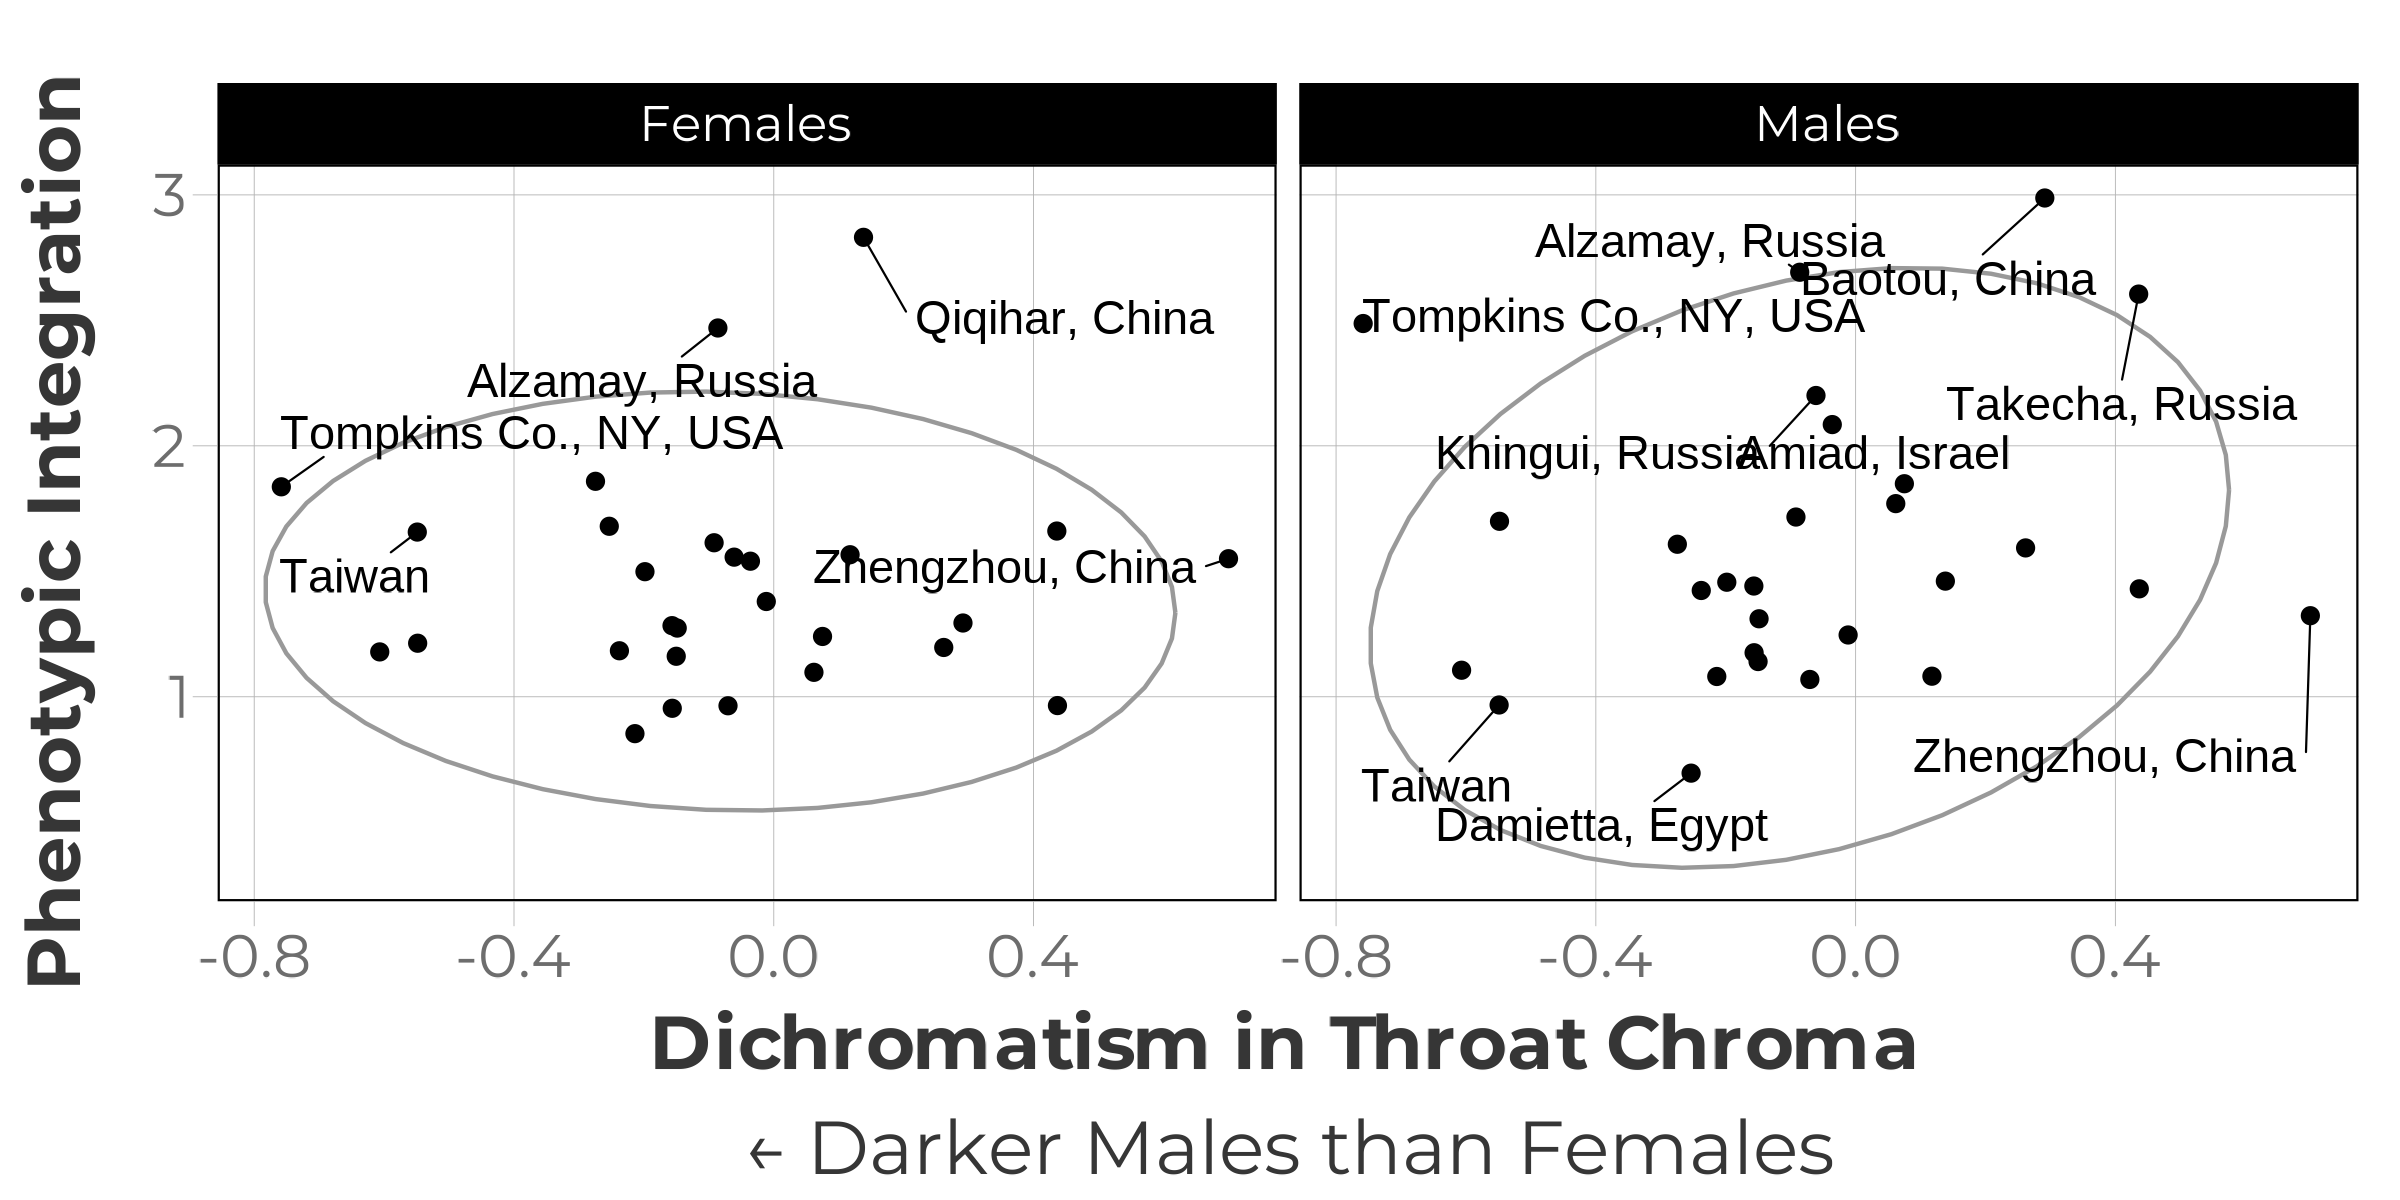 Phenotypic Integration
Females
Males
3
2
1
Qiqihar, China
Alzamay, Russia
Tompkins Co., NY, USA
Taiwan
Zhengzhou, China
Alzamay, Russia
Baotou, China
Tompkins Co., NY, USA
Takecha, Russia
Khingui, Russia
Amiad, Israel
Zhengzhou, China
Taiwan
Damietta, Egypt
-0.8 -0.4 0.0 0.4
-0.8 -0.4 0.0 0.4
Dichromatism in Throat Chroma
← Darker Males than Females